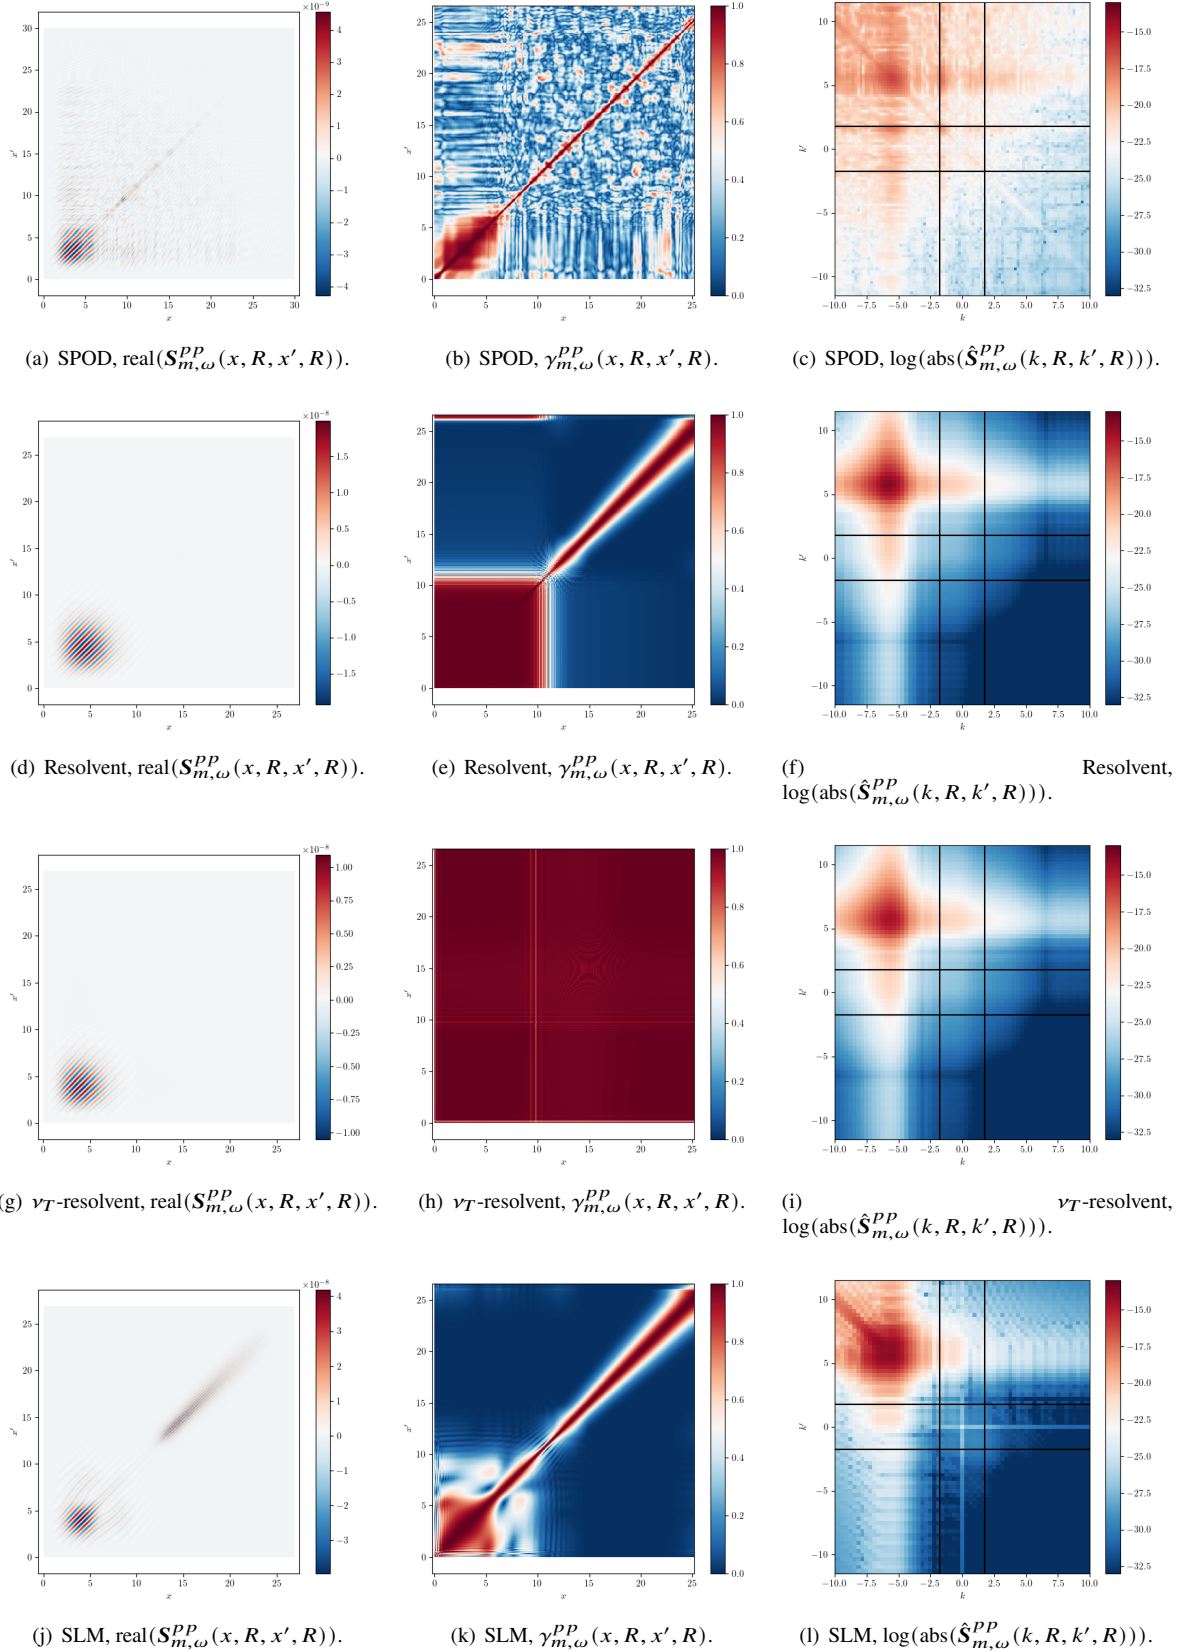 (a) SPOD, real(S^{pp}_{m,ω}(x, R, x′, R)).
(b) SPOD, γ^{pp}_{m,ω}(x, R, x′, R).
(c) SPOD, log(abs(Ŝ^{pp}_{m,ω}(k, R, k′, R))).
(d) Resolvent, real(S^{pp}_{m,ω}(x, R, x′, R)).
(e) Resolvent, γ^{pp}_{m,ω}(x, R, x′, R).
(f) Resolvent,
log(abs(Ŝ^{pp}_{m,ω}(k, R, k′, R))).
(g) ν_T-resolvent, real(S^{pp}_{m,ω}(x, R, x′, R)).
(h) ν_T-resolvent, γ^{pp}_{m,ω}(x, R, x′, R).
(i) ν_T-resolvent,
log(abs(Ŝ^{pp}_{m,ω}(k, R, k′, R))).
(j) SLM, real(S^{pp}_{m,ω}(x, R, x′, R)).
(k) SLM, γ^{pp}_{m,ω}(x, R, x′, R).
(l) SLM, log(abs(Ŝ^{pp}_{m,ω}(k, R, k′, R))).